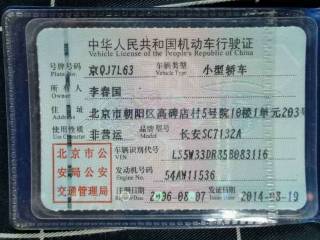 中华人民共和国机动车行驶证
Vehicle License of the People's Republic of China
号牌号码 京QJ7L63 车辆类型 小型轿车
Plate No. Vehicle Type
所有人 李春国
Owner
住址 北京市朝阳区高碑店村5号院10楼1单元203号
Address
使用性质 非营运 品牌型号 长安SC7132A
Use Character Model
北京市公 车辆识别代号 LS5W33DR
VIN
安局公安 发动机号码 54AW11536
Engine No.
交通管理局 注册日期 2006-08-07 发证日期 2014-08-19
Register Date Issue Date